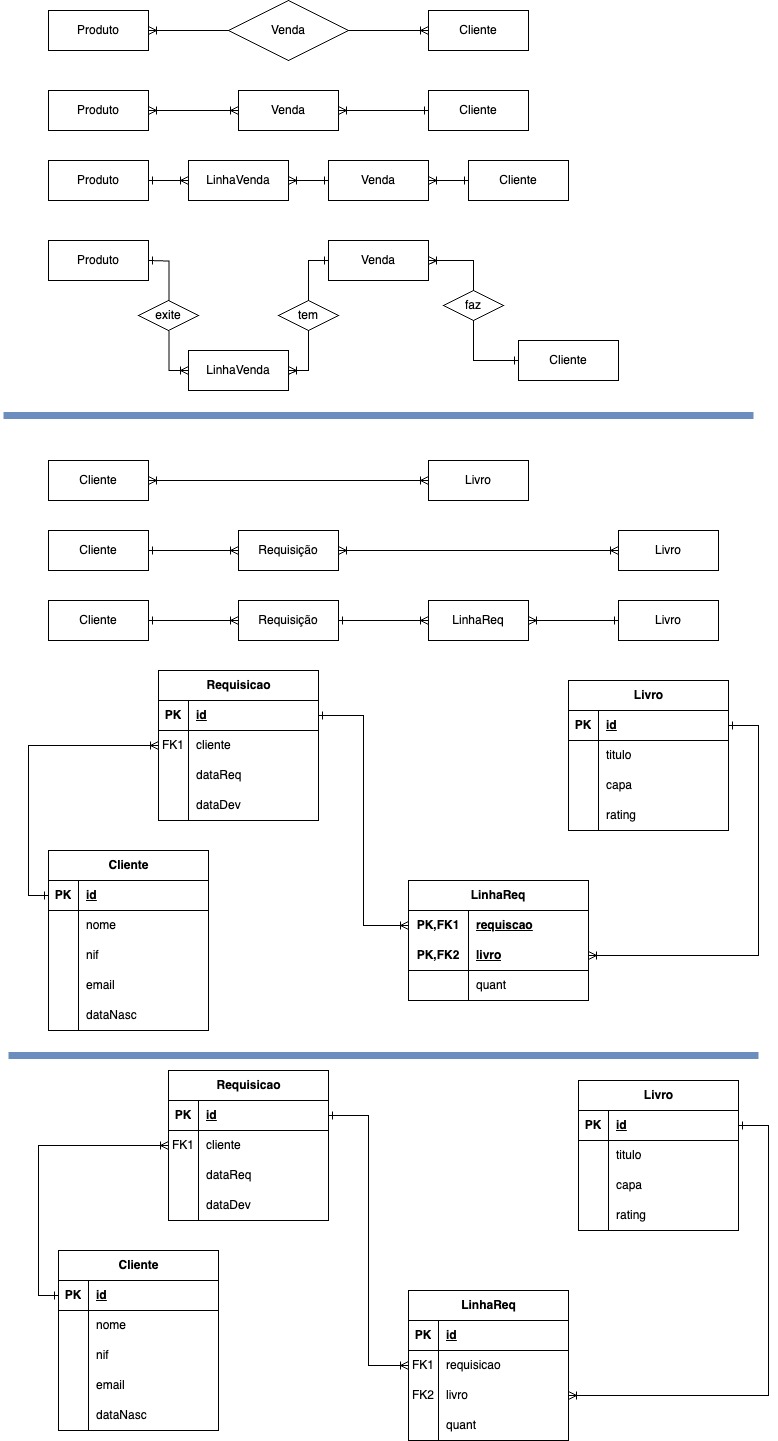 Produto Venda Cliente
Produto Venda Cliente
Produto LinhaVenda Venda Cliente
Produto Venda
exite tem faz
LinhaVenda Cliente
Cliente Livro
Cliente Requisição Livro
Cliente Requisição LinhaReq Livro
Requisicao
PK id
FK1 cliente
dataReq
dataDev
Livro
PK id
titulo
capa
rating
Cliente
PK id
nome
nif
email
dataNasc
LinhaReq
PK,FK1 requiscao
PK,FK2 livro
quant
Requisicao
PK id
FK1 cliente
dataReq
dataDev
Livro
PK id
titulo
capa
rating
Cliente
PK id
nome
nif
email
dataNasc
LinhaReq
PK id
FK1 requisicao
FK2 livro
quant